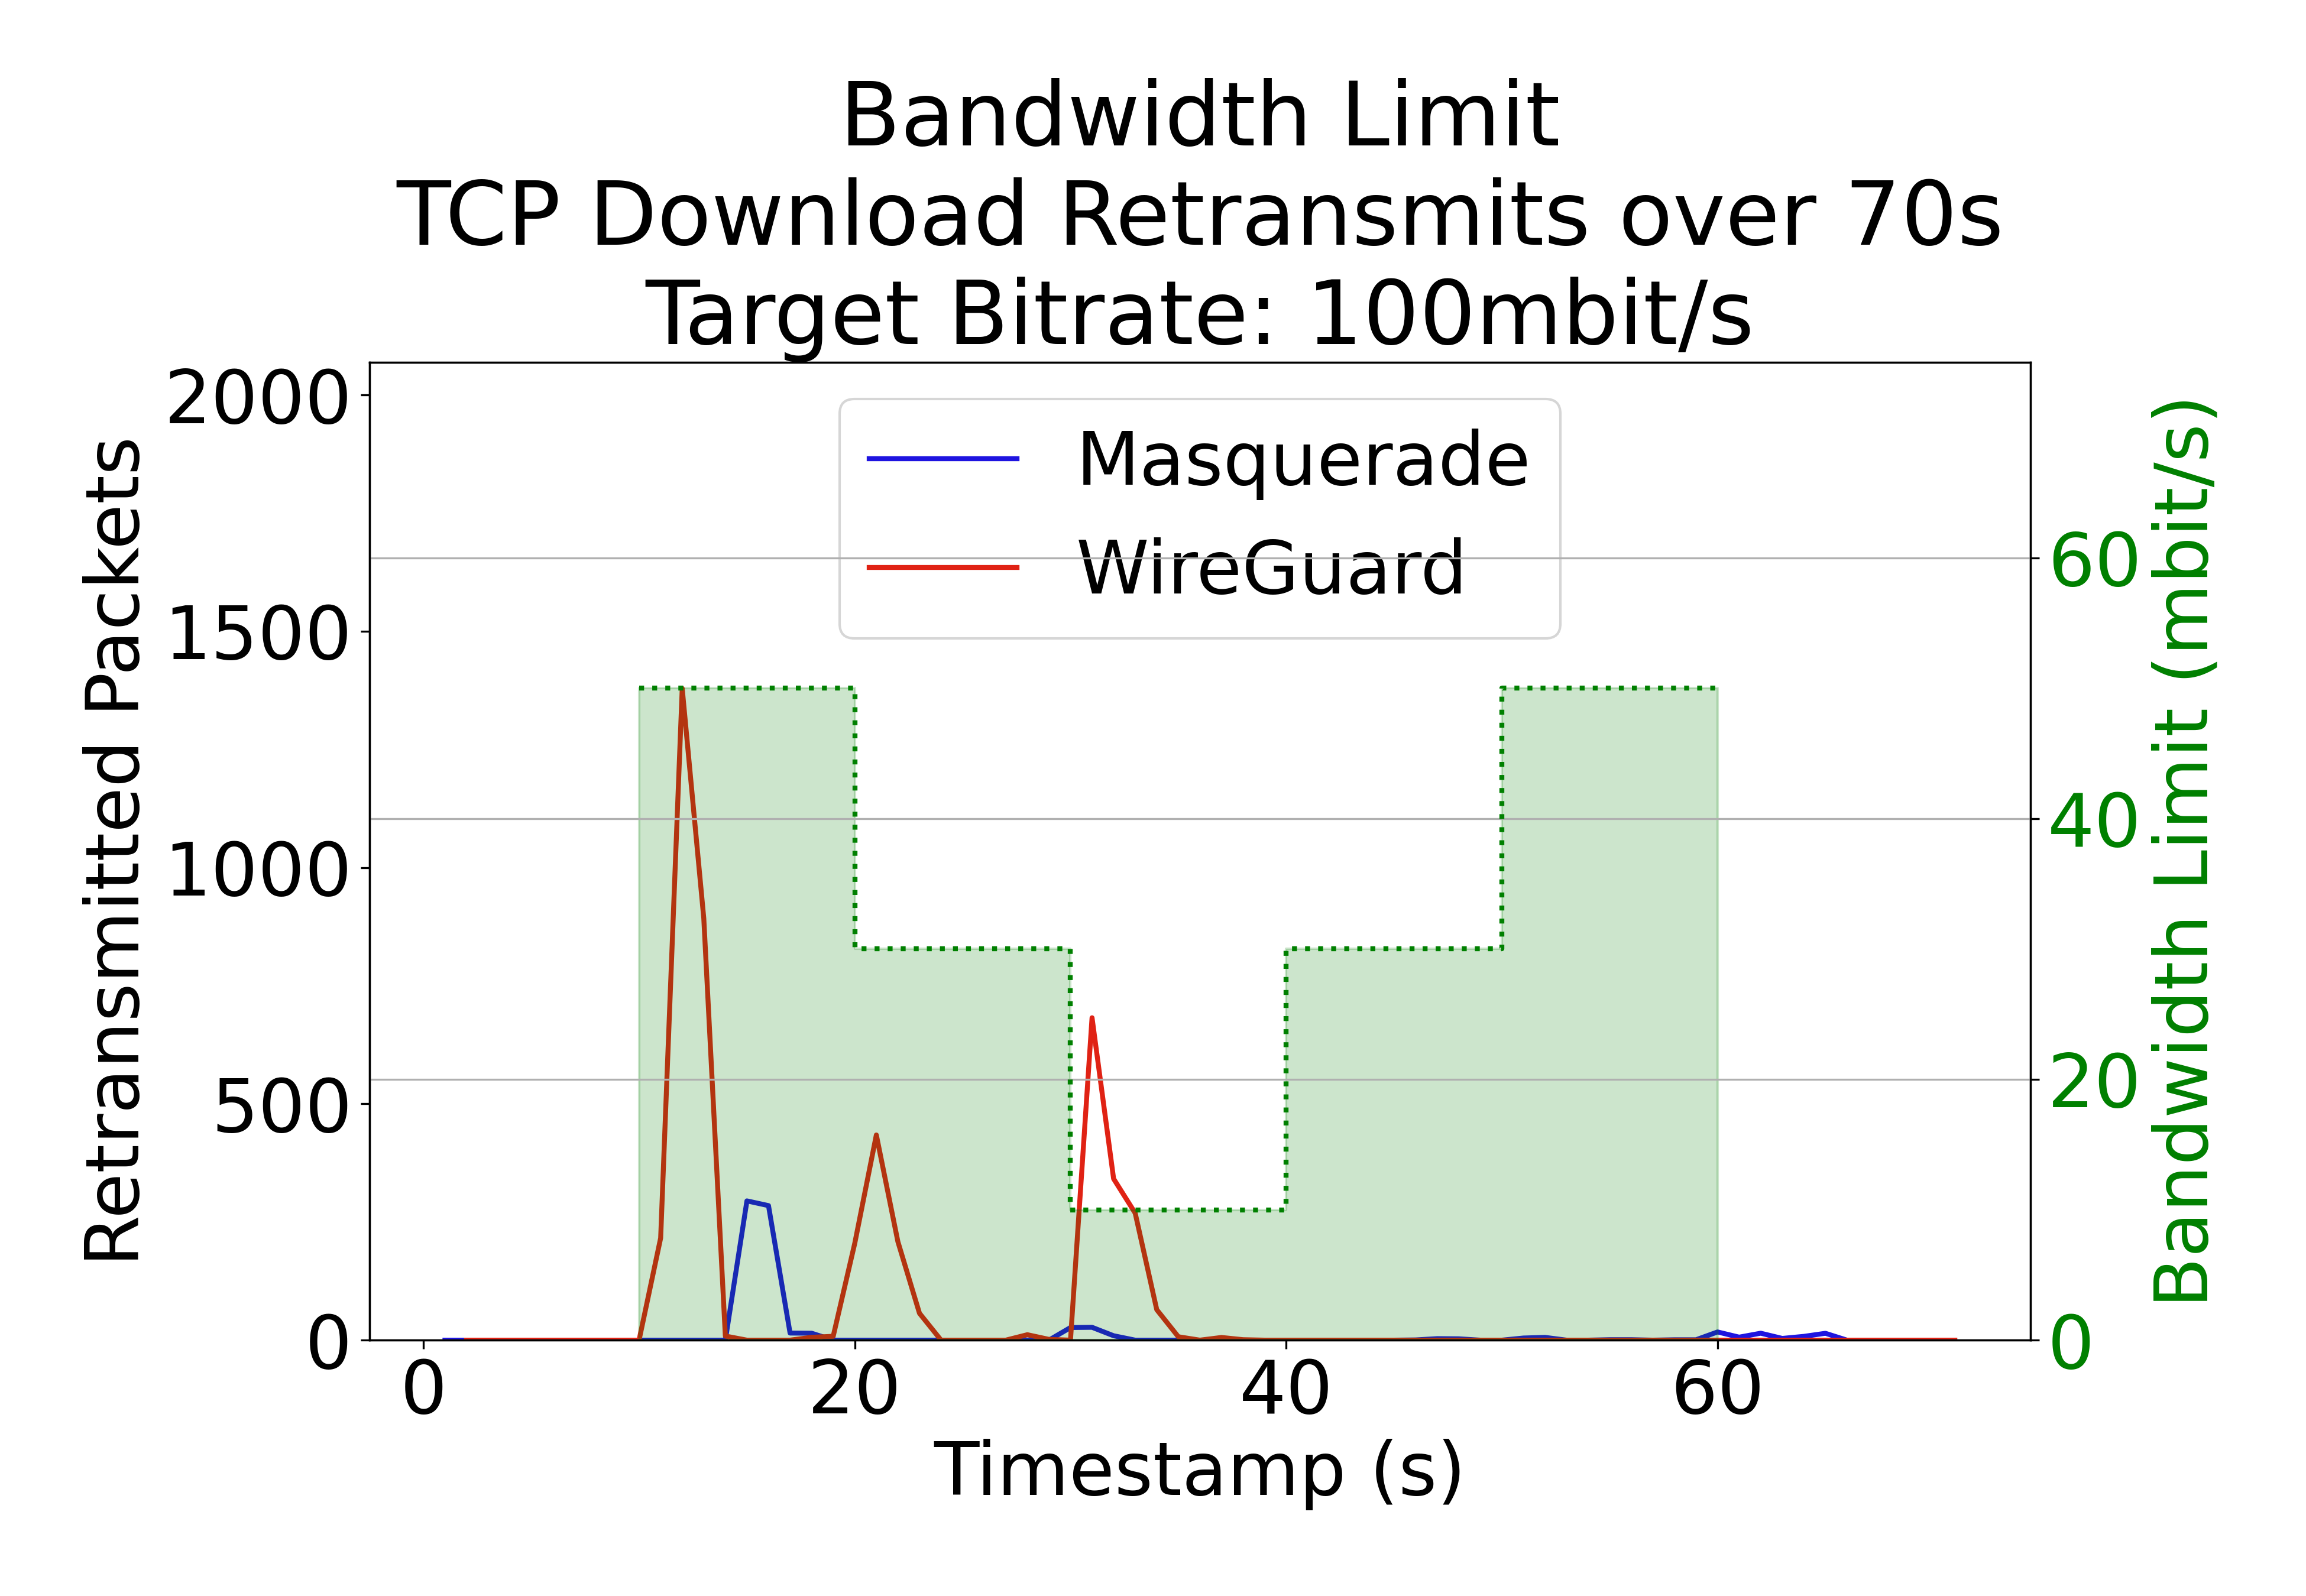 Bandwidth Limit
TCP Download Retransmits over 70s
Target Bitrate: 100mbit/s
Retransmitted Packets
2000
1500
1000
500
0
Masquerade
WireGuard
60
40
20
0
Bandwidth Limit (mbit/s)
0 20 40 60
Timestamp (s)